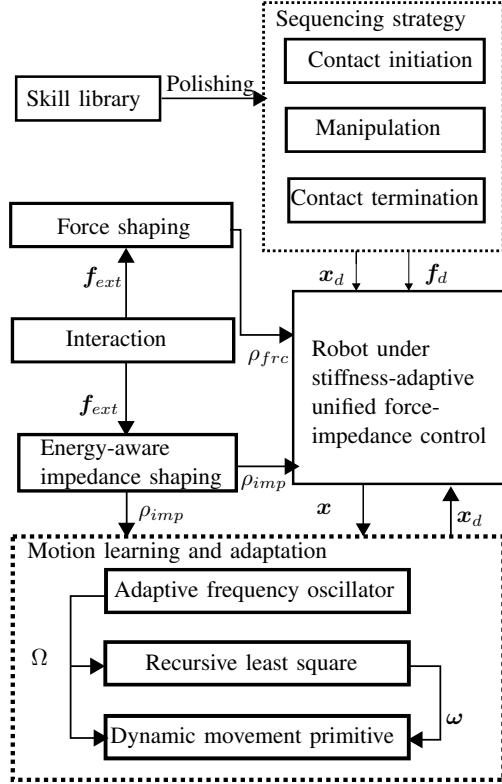 Sequencing strategy
Contact initiation
Skill library
Polishing
Manipulation
Contact termination
Force shaping
f_ext
x_d
f_d
Interaction
ρ_frc
Robot under
stiffness-adaptive
unified force-
impedance control
f_ext
Energy-aware
impedance shaping
ρ_imp
ρ_imp
x
x_d
Motion learning and adaptation
Adaptive frequency oscillator
Ω
Recursive least square
ω
Dynamic movement primitive